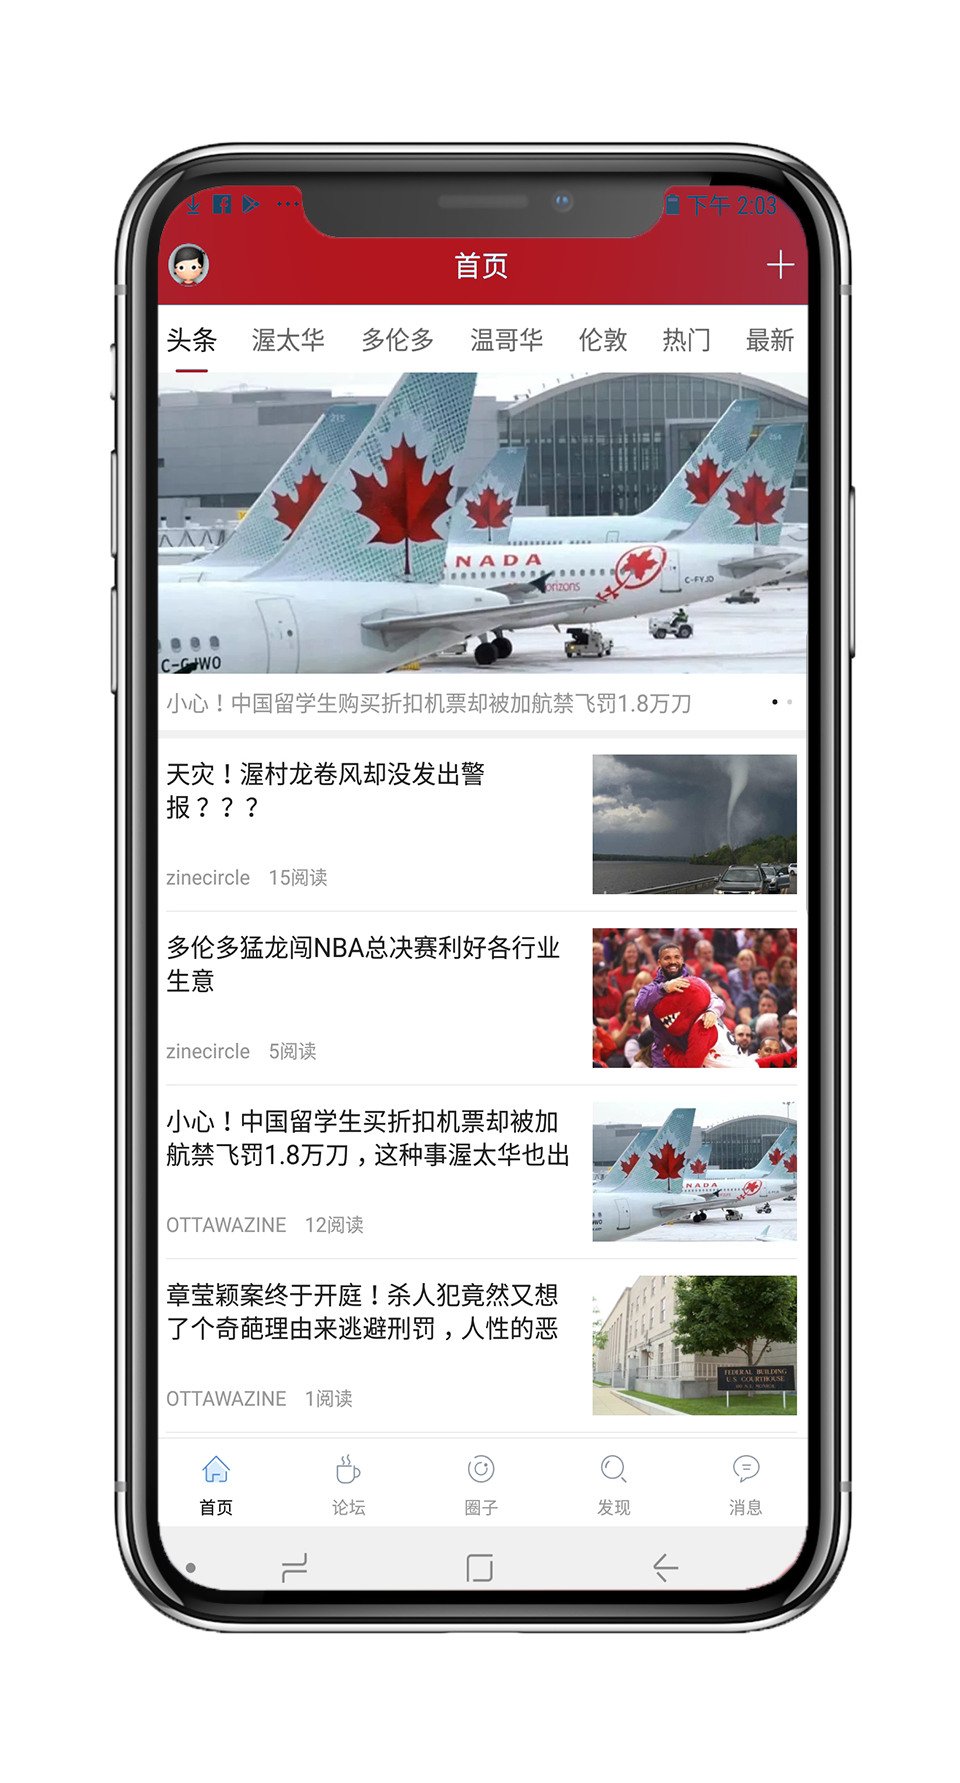 下午 2:03
首页
头条 渥太华 多伦多 温哥华 伦敦 热门 最新
315
254
NADA
orizons
C-FYJD
C-GJWO
小心！中国留学生购买折扣机票却被加航禁飞罚1.8万刀
天灾！渥村龙卷风却没发出警
报？？？
zinecircle 15阅读
多伦多猛龙闯NBA总决赛利好各行业
生意
zinecircle 5阅读
小心！中国留学生买折扣机票却被加
航禁飞罚1.8万刀，这种事渥太华也出
OTTAWAZINE 12阅读
NADA
章莹颖案终于开庭！杀人犯竟然又想
了个奇葩理由来逃避刑罚，人性的恶
OTTAWAZINE 1阅读
FEDERAL BUILDING
U.S. COURTHOUSE
首页 论坛 圈子 发现 消息